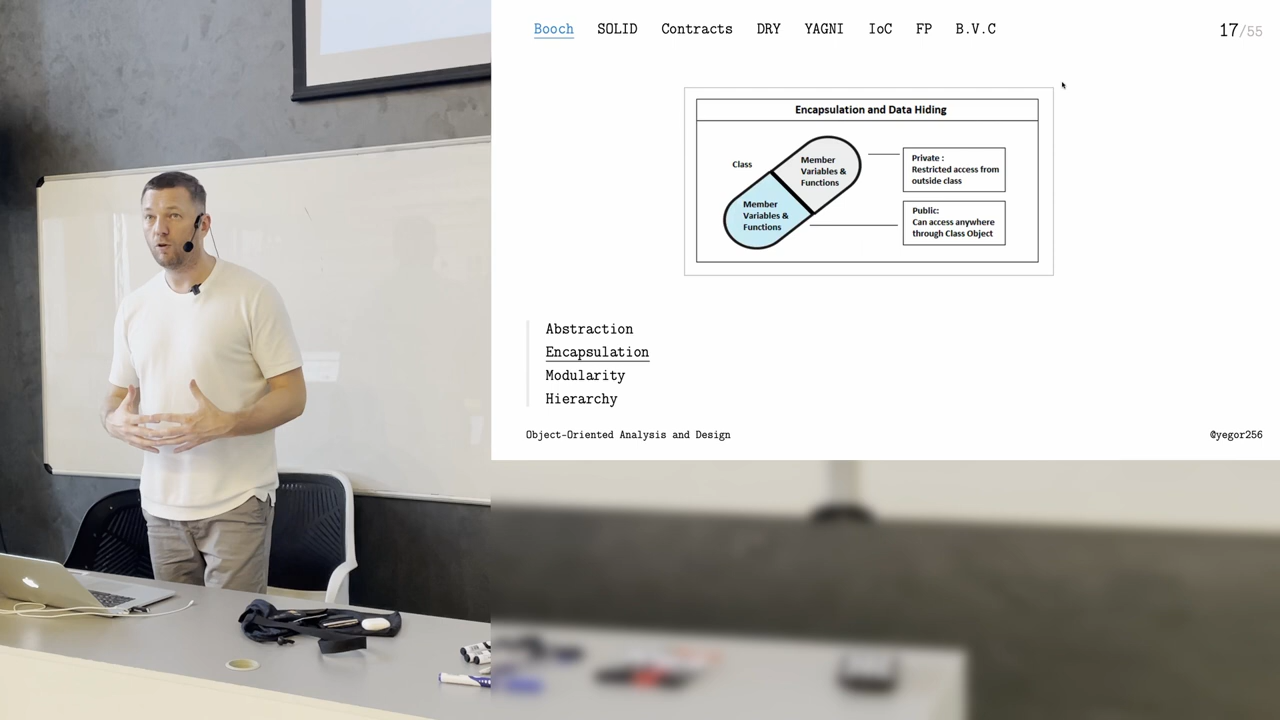 Booch SOLID Contracts DRY YAGNI IoC FP B.V.C
17/55
Encapsulation and Data Hiding
Class
Member
Variables &
Functions
Private :
Restricted access from
outside class
Member
Variables &
Functions
Public:
Can access anywhere
through Class Object
Abstraction
Encapsulation
Modularity
Hierarchy
Object-Oriented Analysis and Design
@yegor256